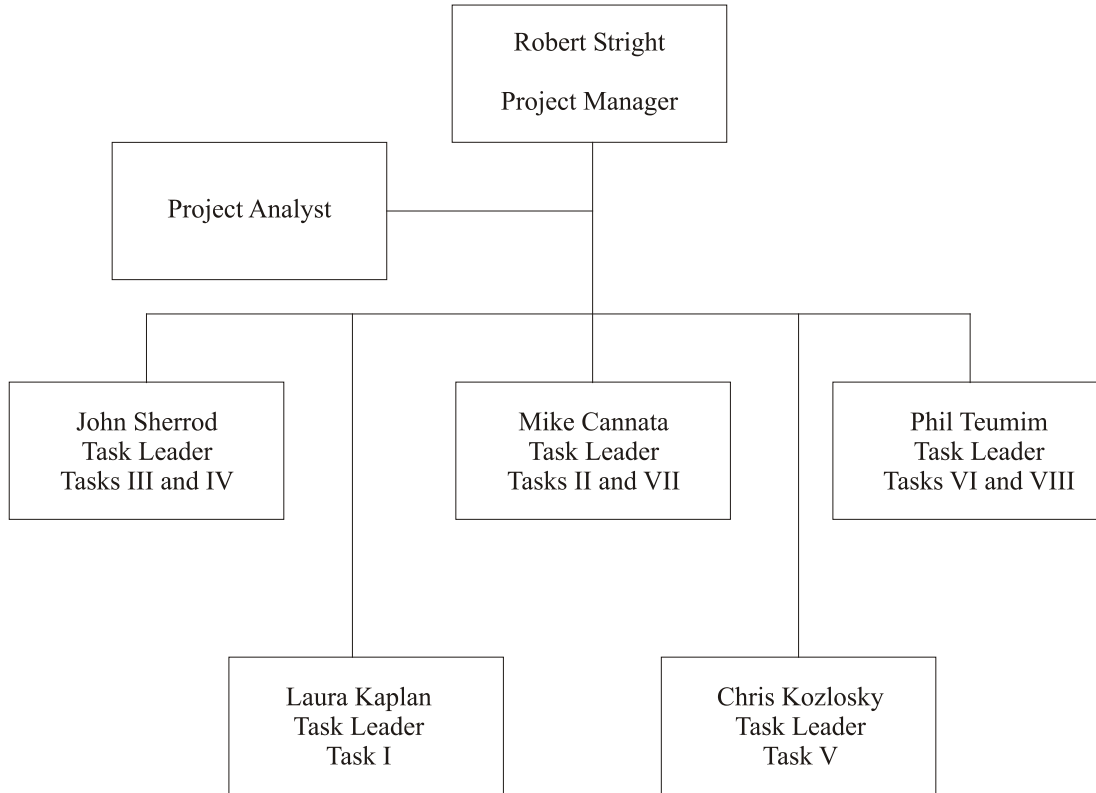 Robert Stright
Project Manager
Project Analyst
John Sherrod
Task Leader
Tasks III and IV
Mike Cannata
Task Leader
Tasks II and VII
Phil Teumim
Task Leader
Tasks VI and VIII
Laura Kaplan
Task Leader
Task I
Chris Kozlosky
Task Leader
Task V